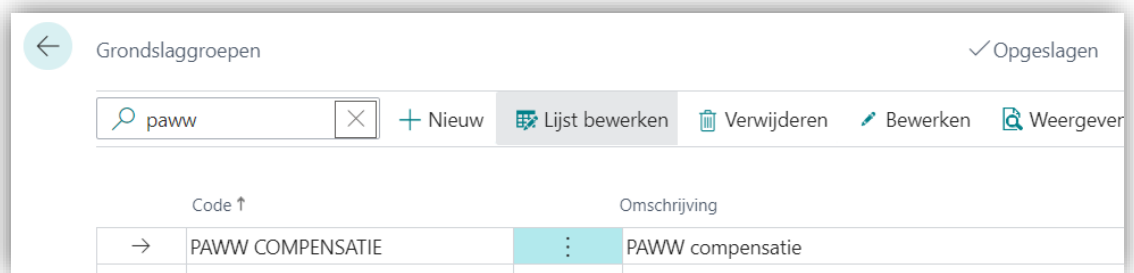 Grondslaggroepen
Opgeslagen
paww
Nieuw
Lijst bewerken
Verwijderen
Bewerken
Weergeven
Code
Omschrijving
PAWW COMPENSATIE
PAWW compensatie